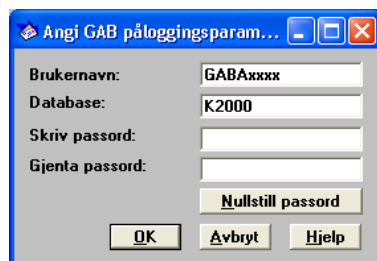 Angi GAB påloggingsparam...
Brukernavn: GABAxxxx
Database: K2000
Skriv passord:
Gjenta passord:
Nullstill passord
OK Avbryt Hjelp